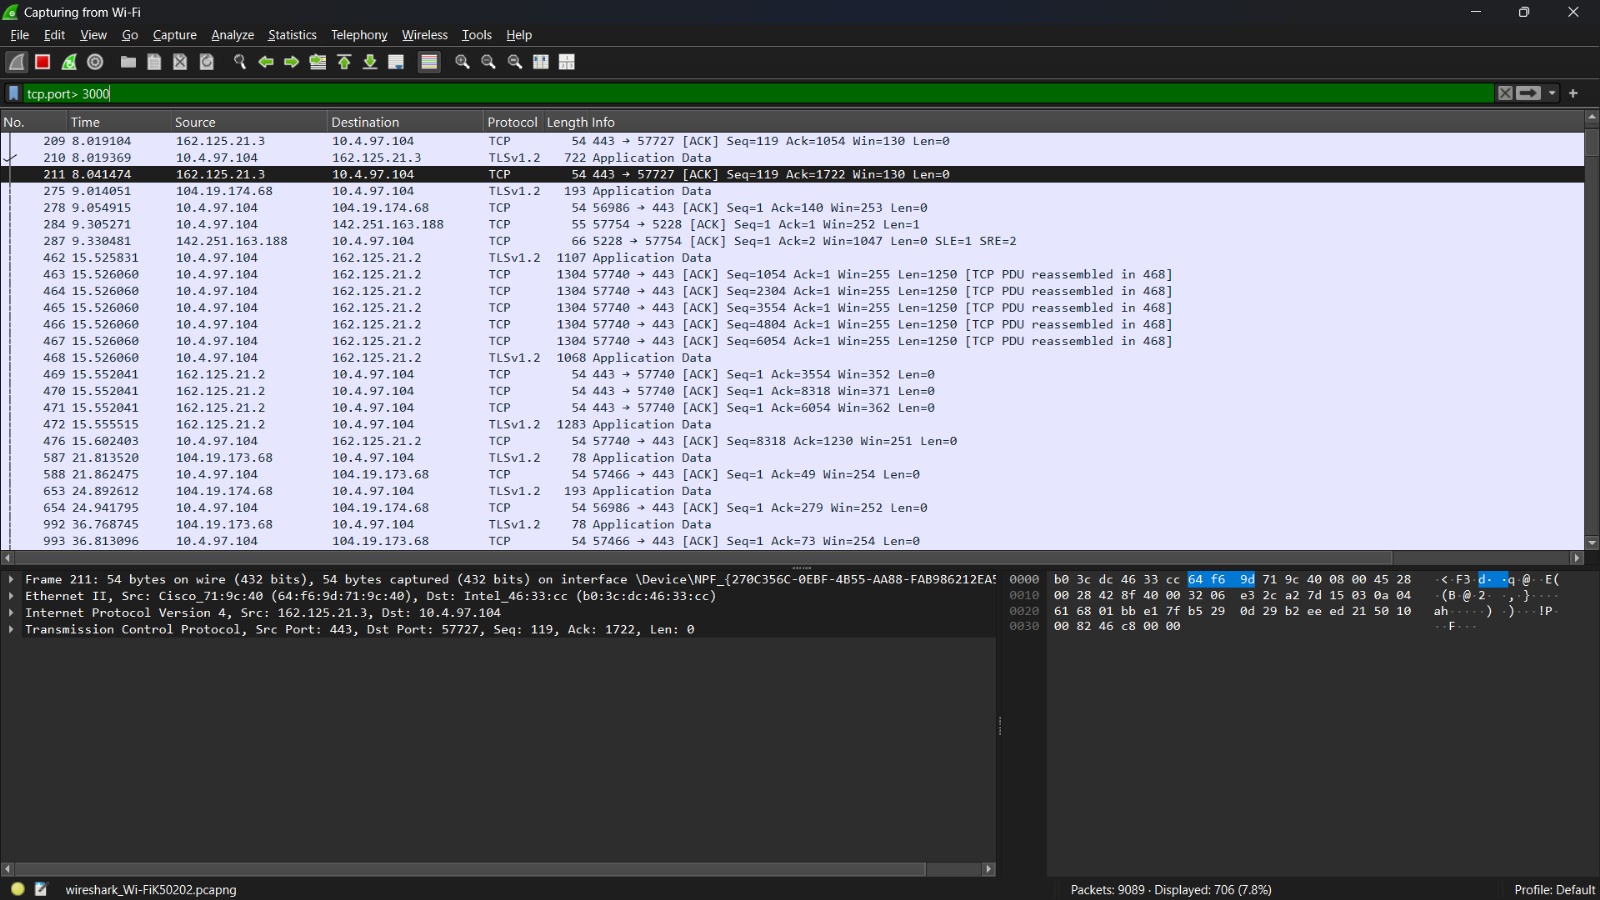 Capturing from Wi-Fi
File Edit View Go Capture Analyze Statistics Telephony Wireless Tools Help
tcp.port> 3000
No. Time Source Destination Protocol Length Info
209 8.019104 162.125.21.3 10.4.97.104 TCP 54 443 → 57727 [ACK] Seq=119 Ack=1054 Win=130 Len=0
210 8.019369 10.4.97.104 162.125.21.3 TLSv1.2 722 Application Data
211 8.041474 162.125.21.3 10.4.97.104 TCP 54 443 → 57727 [ACK] Seq=119 Ack=1722 Win=130 Len=0
275 9.014051 104.19.174.68 10.4.97.104 TLSv1.2 193 Application Data
278 9.054915 10.4.97.104 104.19.174.68 TCP 54 56986 → 443 [ACK] Seq=1 Ack=140 Win=253 Len=0
284 9.305271 10.4.97.104 142.251.163.188 TCP 55 57754 → 5228 [ACK] Seq=1 Ack=1 Win=252 Len=1
287 9.330481 142.251.163.188 10.4.97.104 TCP 66 5228 → 57754 [ACK] Seq=1 Ack=2 Win=1047 Len=0 SLE=1 SRE=2
462 15.525831 10.4.97.104 162.125.21.2 TLSv1.2 1107 Application Data
463 15.526060 10.4.97.104 162.125.21.2 TCP 1304 57740 → 443 [ACK] Seq=1054 Ack=1 Win=255 Len=1250 [TCP PDU reassembled in 468]
464 15.526060 10.4.97.104 162.125.21.2 TCP 1304 57740 → 443 [ACK] Seq=2304 Ack=1 Win=255 Len=1250 [TCP PDU reassembled in 468]
465 15.526060 10.4.97.104 162.125.21.2 TCP 1304 57740 → 443 [ACK] Seq=3554 Ack=1 Win=255 Len=1250 [TCP PDU reassembled in 468]
466 15.526060 10.4.97.104 162.125.21.2 TCP 1304 57740 → 443 [ACK] Seq=4804 Ack=1 Win=255 Len=1250 [TCP PDU reassembled in 468]
467 15.526060 10.4.97.104 162.125.21.2 TCP 1304 57740 → 443 [ACK] Seq=6054 Ack=1 Win=255 Len=1250 [TCP PDU reassembled in 468]
468 15.526060 10.4.97.104 162.125.21.2 TLSv1.2 1068 Application Data
469 15.552041 162.125.21.2 10.4.97.104 TCP 54 443 → 57740 [ACK] Seq=1 Ack=3554 Win=352 Len=0
470 15.552041 162.125.21.2 10.4.97.104 TCP 54 443 → 57740 [ACK] Seq=1 Ack=8318 Win=371 Len=0
471 15.552041 162.125.21.2 10.4.97.104 TCP 54 443 → 57740 [ACK] Seq=1 Ack=6054 Win=362 Len=0
472 15.555515 162.125.21.2 10.4.97.104 TLSv1.2 1283 Application Data
476 15.602403 10.4.97.104 162.125.21.2 TCP 54 57740 → 443 [ACK] Seq=8318 Ack=1230 Win=251 Len=0
587 21.813520 104.19.173.68 10.4.97.104 TLSv1.2 78 Application Data
588 21.862475 10.4.97.104 104.19.173.68 TCP 54 57466 → 443 [ACK] Seq=1 Ack=49 Win=254 Len=0
653 24.892612 104.19.174.68 10.4.97.104 TLSv1.2 193 Application Data
654 24.941795 10.4.97.104 104.19.174.68 TCP 54 56986 → 443 [ACK] Seq=1 Ack=279 Win=252 Len=0
992 36.768745 104.19.173.68 10.4.97.104 TLSv1.2 78 Application Data
993 36.813096 10.4.97.104 104.19.173.68 TCP 54 57466 → 443 [ACK] Seq=1 Ack=73 Win=254 Len=0
Frame 211: 54 bytes on wire (432 bits), 54 bytes captured (432 bits) on interface \Device\NPF_{270C356C-0EBF-4B55-AA88-FAB986212EA5
Ethernet II, Src: Cisco_71:9c:40 (64:f6:9d:71:9c:40), Dst: Intel_46:33:cc (b0:3c:dc:46:33:cc)
Internet Protocol Version 4, Src: 162.125.21.3, Dst: 10.4.97.104
Transmission Control Protocol, Src Port: 443, Dst Port: 57727, Seq: 119, Ack: 1722, Len: 0
0000 b0 3c dc 46 33 cc 64 f6 9d 71 9c 40 08 00 45 28 ·<·F3·d··q·@··E(
0010 00 28 42 8f 40 00 32 06 e3 2c a2 7d 15 03 0a 04 ·(B·@·2··,·}····
0020 61 68 01 bb e1 7f b5 29 0d 29 b2 ee ed 21 50 10 ah·····)·)···!P·
0030 00 82 46 c8 00 00 ··F···
wireshark_Wi-FiK50202.pcapng
Packets: 9089 · Displayed: 706 (7.8%)
Profile: Default